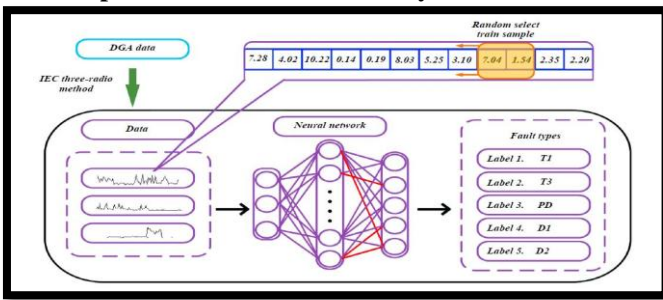 Random select
train sample
DGA data
7.28 4.02 10.22 0.14 0.19 8.03 5.25 3.10 7.04 1.54 2.35 2.20
IEC three-radio
method
Data
Neural network
Fault types
Label 1. T1
Label 2. T3
Label 3. PD
Label 4. D1
Label 5. D2